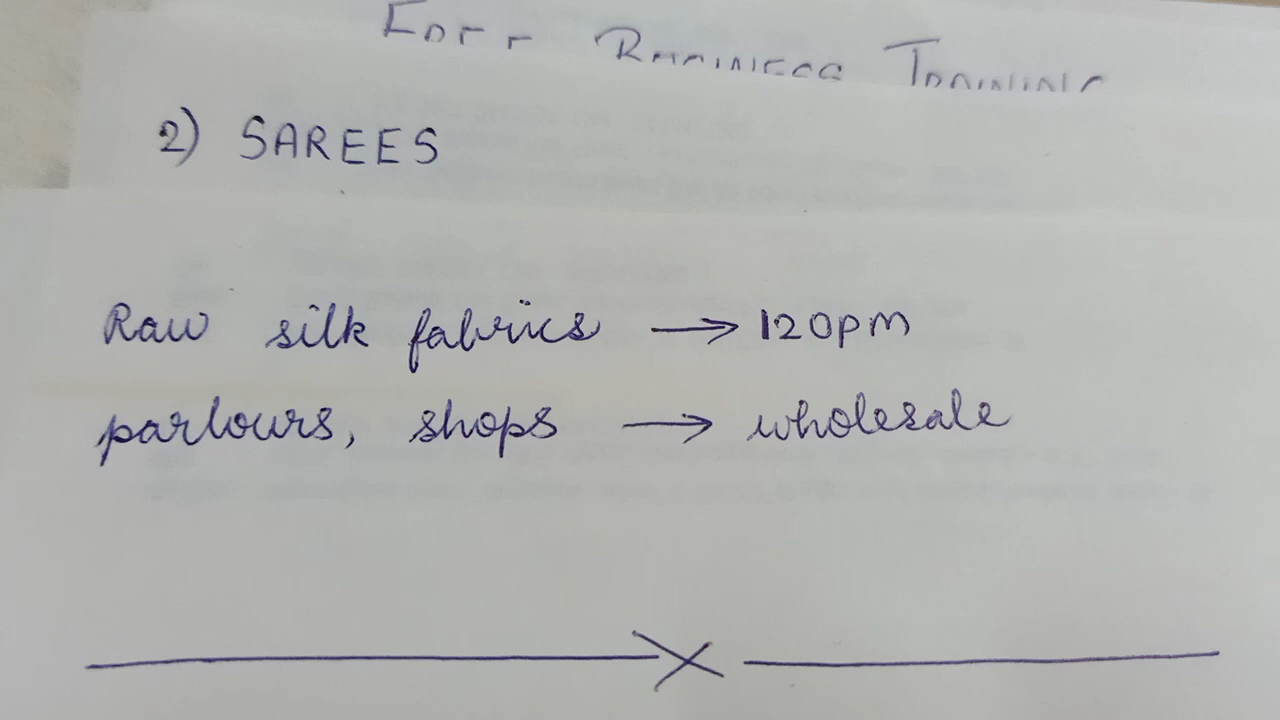 2) SAREES
Raw silk fabrics → 120pm
parlours, shops → wholesale